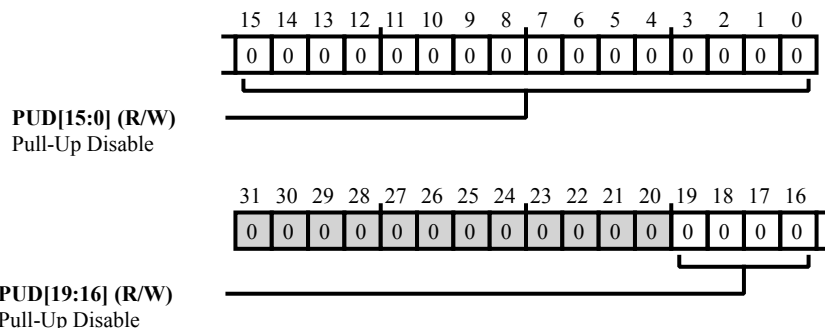 15 14 13 12 11 10 9 8 7 6 5 4 3 2 1 0
0 0 0 0 0 0 0 0 0 0 0 0 0 0 0 0
PUD[15:0] (R/W)
Pull-Up Disable
31 30 29 28 27 26 25 24 23 22 21 20 19 18 17 16
0 0 0 0 0 0 0 0 0 0 0 0 0 0 0 0
PUD[19:16] (R/W)
Pull-Up Disable